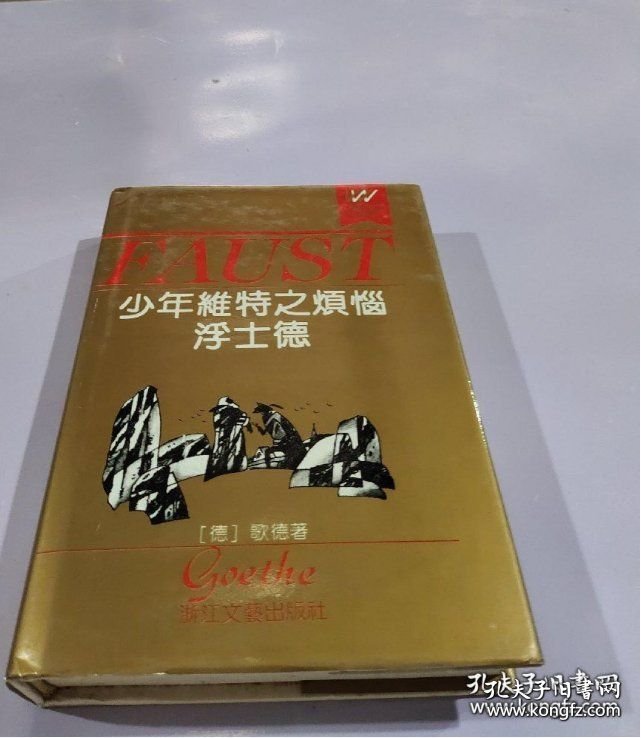 W
FAUST
少年維特之煩惱
浮士德
[德] 歌德著
Goethe
浙江文藝出版社
孔夫子旧書网
www.kongfz.com